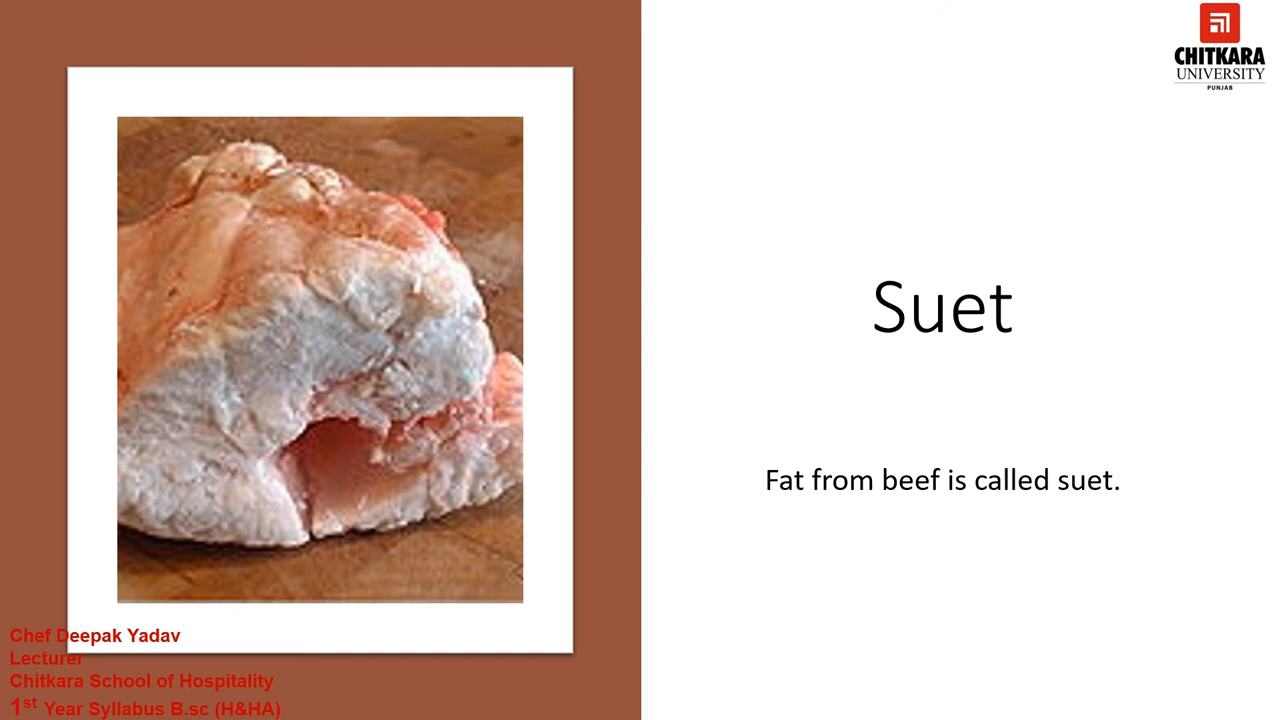 CHITKARA
UNIVERSITY
PUNJAB
Suet
Fat from beef is called suet.
Chef Deepak Yadav
Lecturer
Chitkara School of Hospitality
1st Year Syllabus B.sc (H&HA)